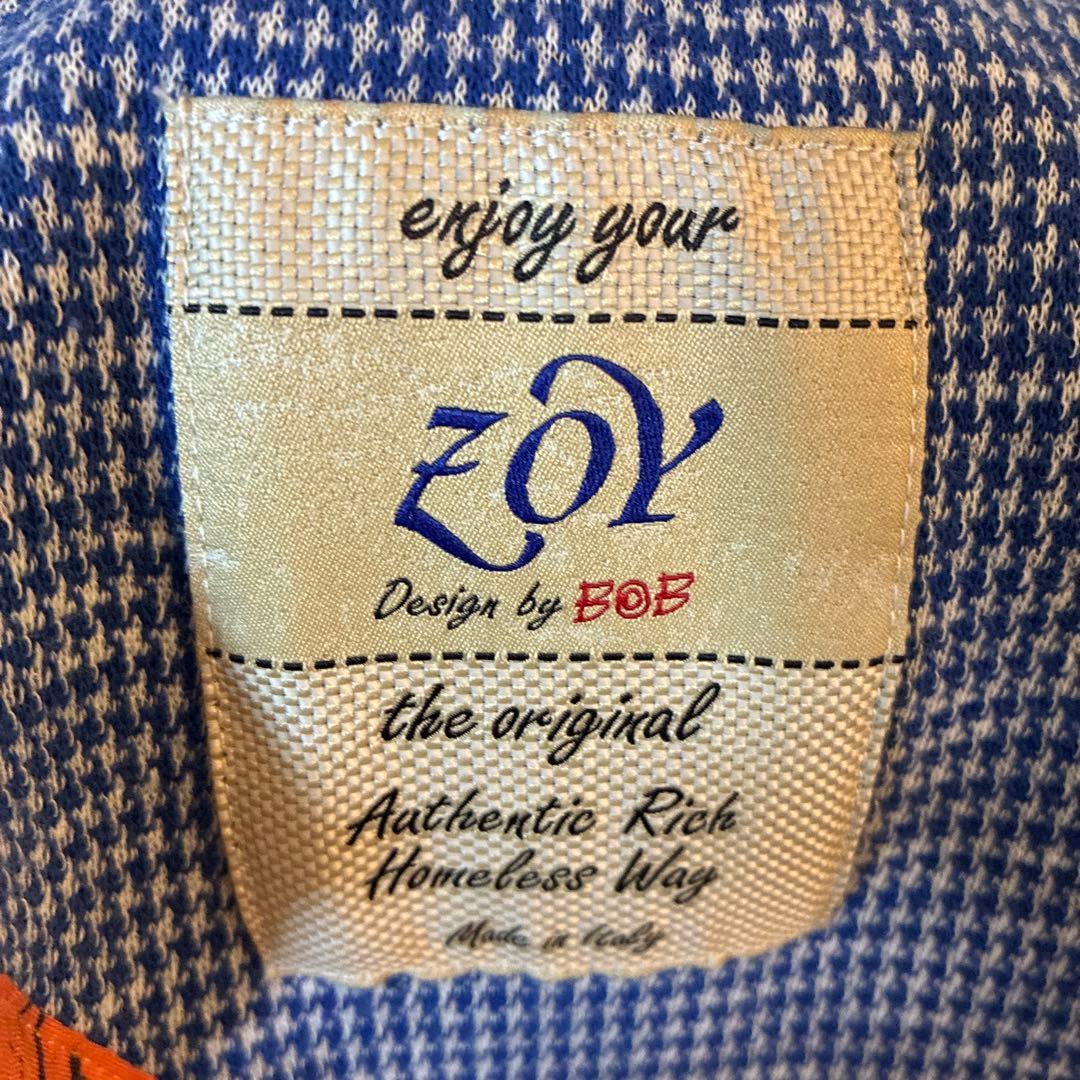 enjoy your
ZOY
Design by BOB
the original
Authentic Rich
Homeless Way
Made in Italy